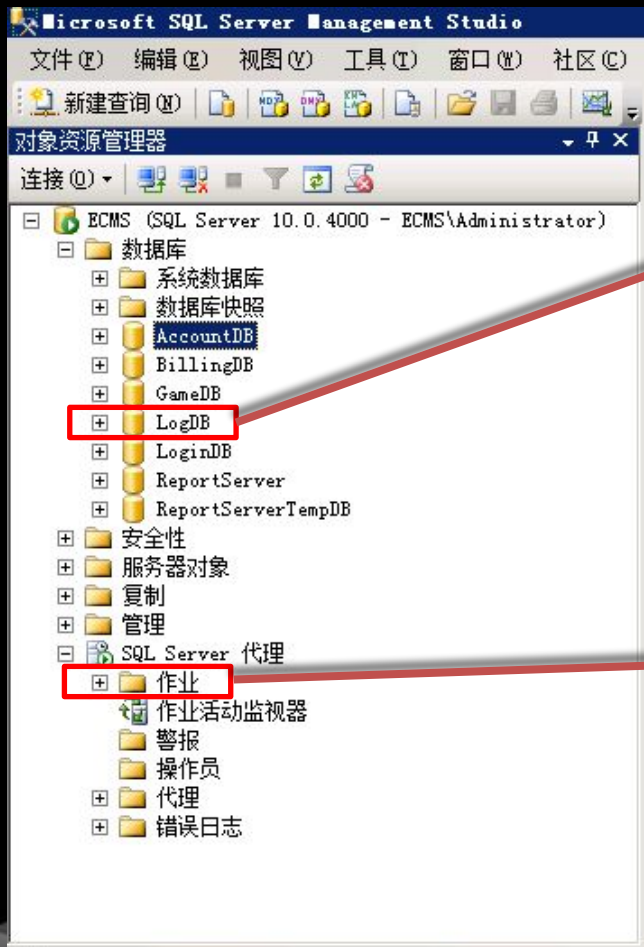 Microsoft SQL Server Management Studio
文件(F) 编辑(E) 视图(V) 工具(T) 窗口(W) 社区(C)
新建查询(N)
对象资源管理器
连接(O)
ECMS (SQL Server 10.0.4000 - ECMS\Administrator)
数据库
系统数据库
数据库快照
AccountDB
BillingDB
GameDB
LogDB
LoginDB
ReportServer
ReportServerTempDB
安全性
服务器对象
复制
管理
SQL Server 代理
作业
作业活动监视器
警报
操作员
代理
错误日志